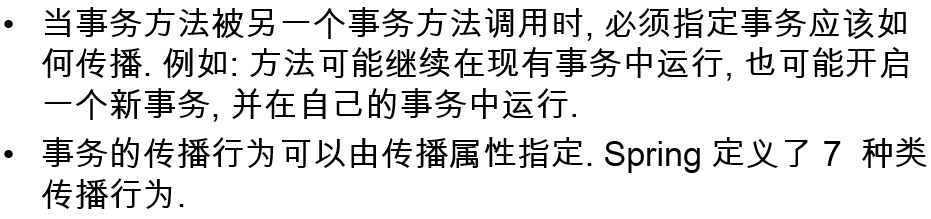 • 当事务方法被另一个事务方法调用时, 必须指定事务应该如
何传播. 例如: 方法可能继续在现有事务中运行, 也可能开启
一个新事务, 并在自己的事务中运行.
• 事务的传播行为可以由传播属性指定. Spring 定义了 7 种类
传播行为.